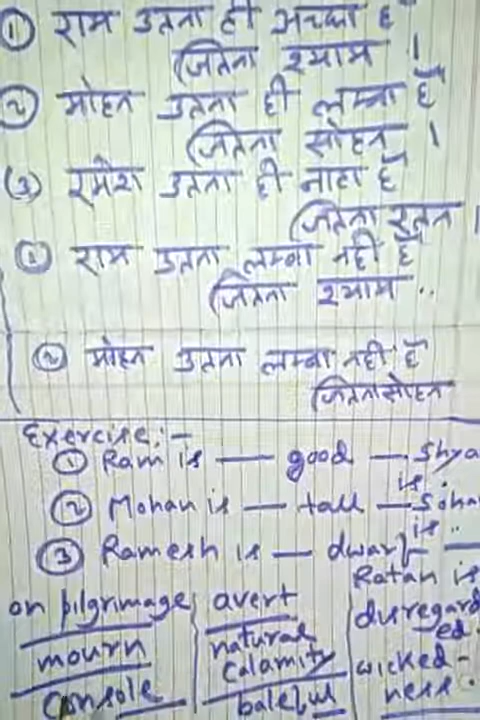 ① राम उतना ही अच्छा है
जितना श्याम ।
② मोहन उतना ही लम्बा है
जितना सोहन ।
(3) रमेश उतना ही नाटा है
जितना रतन ।
① राम उतना लम्बा नहीं है
जितना श्याम ..
② मोहन उतना लम्बा नहीं है
जितना सोहन
Exercise:-
① Ram is — good — Shya
is .
② Mohan is — tall — Soha
is ..
③ Ramesh is — dwarf —
Ratan is
on pilgrimage avert disregard
ed.
mourn natural calamity wicked-
ness.
console baleful